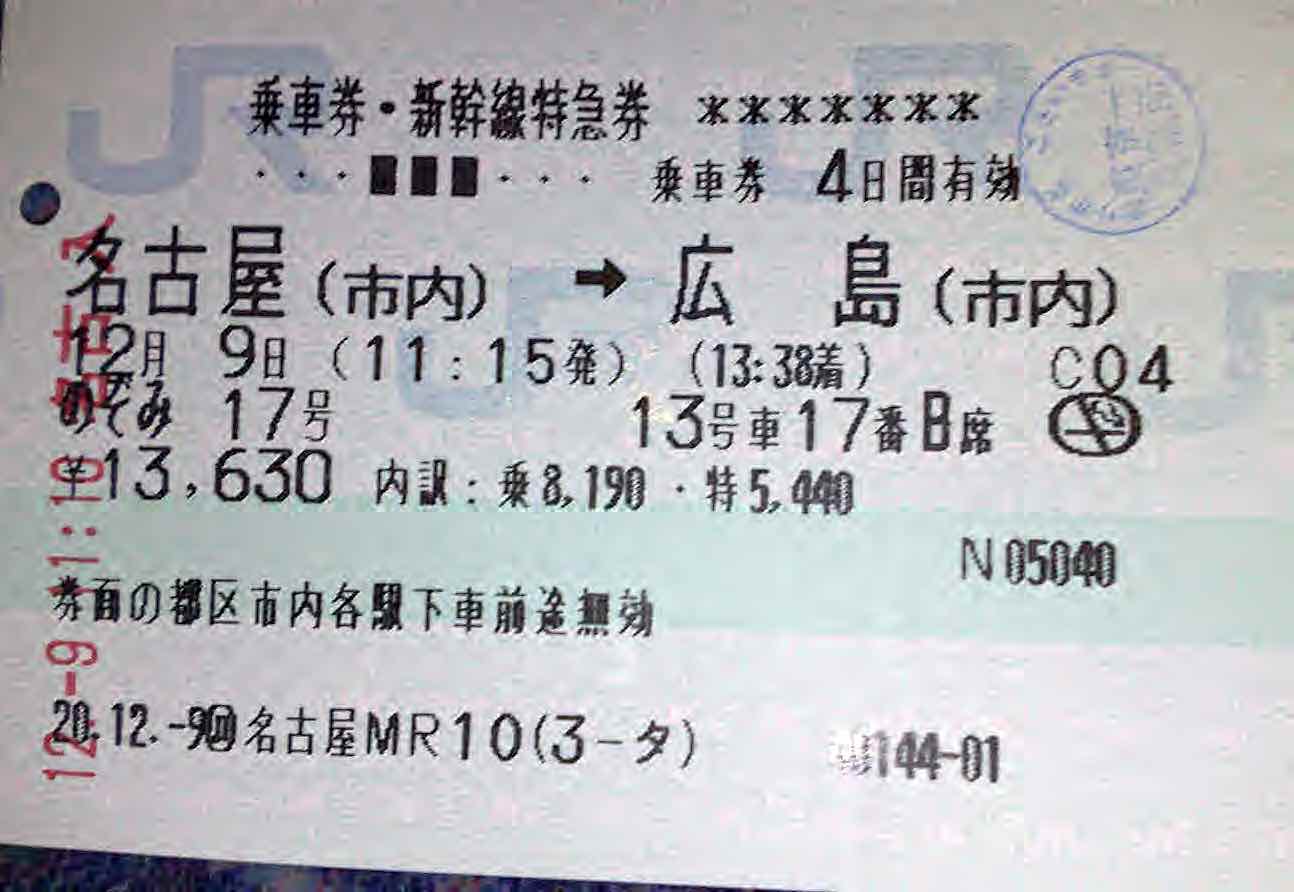 乗車券・新幹線特急券 *******
・・・■■■・・・ 乗車券 4日間有効
名古屋(市内) → 広島(市内)
12月 9日 (11:15発) (13:38着) C04
のぞみ 17号 13号車17番B席
¥13,630 内訳:乗8,190・特5,440
N05040
券面の都区市内各駅下車前途無効
20.12.-9 名古屋MR10(3-タ) 144-01
JR